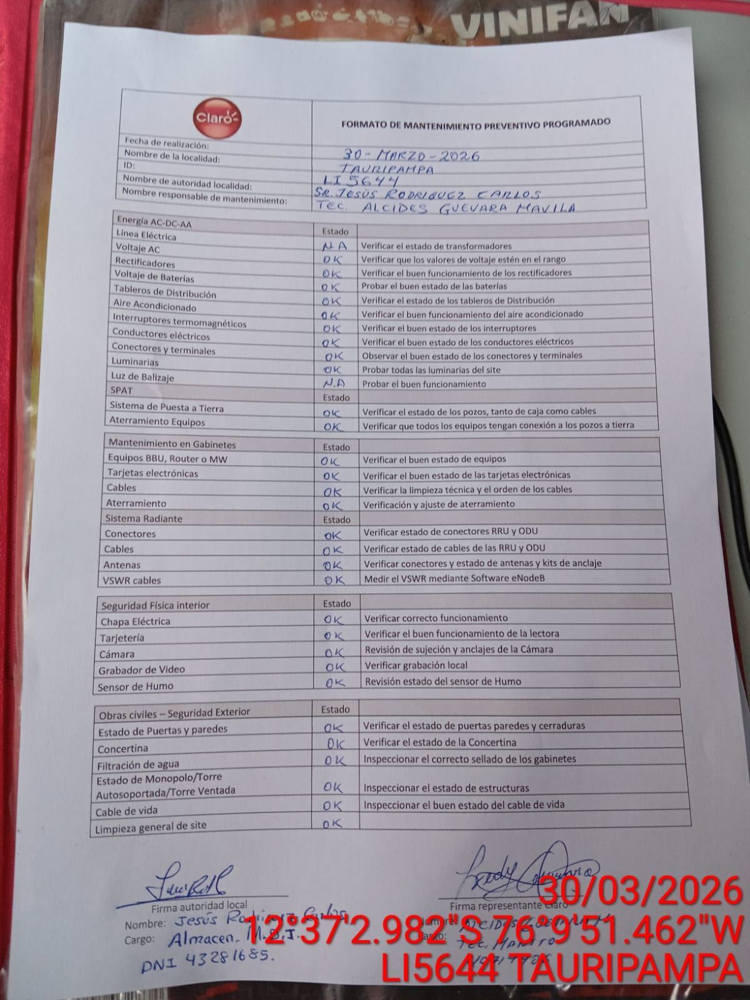 VINIFAN
Claro
FORMATO DE MANTENIMIENTO PREVENTIVO PROGRAMADO
Fecha de realización: 30-MARZO-2026
Nombre de la localidad: TAURIPAMPA
ID: LI5644
Nombre de autoridad localidad: SR. JESÚS RODRIGUEZ CARLOS
Nombre responsable de mantenimiento: TEC. ALCIDES GUEVARA MAVILA
Energía AC-DC-AA Estado
Línea Eléctrica N.A Verificar el estado de transformadores
Voltaje AC OK Verificar que los valores de voltaje estén en el rango
Rectificadores OK Verificar el buen funcionamiento de los rectificadores
Voltaje de Baterías OK Probar el buen estado de las baterías
Tableros de Distribución OK Verificar el estado de los tableros de Distribución
Aire Acondicionado OK Verificar el buen funcionamiento del aire acondicionado
Interruptores termomagnéticos OK Verificar el buen estado de los interruptores
Conductores eléctricos OK Verificar el buen estado de los conductores eléctricos
Conectores y terminales OK Observar el buen estado de los conectores y terminales
Luminarias OK Probar todas las luminarias del site
Luz de Balizaje N.A Probar el buen funcionamiento
SPAT Estado
Sistema de Puesta a Tierra OK Verificar el estado de los pozos, tanto de caja como cables
Aterramiento Equipos OK Verificar que todos los equipos tengan conexión a los pozos a tierra
Mantenimiento en Gabinetes Estado
Equipos BBU, Router o MW OK Verificar el buen estado de equipos
Tarjetas electrónicas OK Verificar el buen estado de las tarjetas electrónicas
Cables OK Verificar la limpieza técnica y el orden de los cables
Aterramiento OK Verificación y ajuste de aterramiento
Sistema Radiante Estado
Conectores OK Verificar estado de conectores RRU y ODU
Cables OK Verificar estado de cables de las RRU y ODU
Antenas OK Verificar conectores y estado de antenas y kits de anclaje
VSWR cables OK Medir el VSWR mediante Software eNodeB
Seguridad Física interior Estado
Chapa Eléctrica OK Verificar correcto funcionamiento
Tarjetería OK Verificar el buen funcionamiento de la lectora
Cámara OK Revisión de sujeción y anclajes de la Cámara
Grabador de Video OK Verificar grabación local
Sensor de Humo OK Revisión estado del sensor de Humo
Obras civiles – Seguridad Exterior Estado
Estado de Puertas y paredes OK Verificar el estado de puertas paredes y cerraduras
Concertina OK Verificar el estado de la Concertina
Filtración de agua OK Inspeccionar el correcto sellado de los gabinetes
Estado de Monopolo/Torre
Autosoportada/Torre Ventada OK Inspeccionar el estado de estructuras
Cable de vida OK Inspeccionar el buen estado del cable de vida
Limpieza general de site OK
Firma autoridad local
Nombre: Jesús Rodriguez Carlos
Cargo: Almacen. M.D.T.
DNI 43281685.
Firma representante Claro
Nombre: ALCIDES GUEVARA M
Cargo: TEC. MANTTO
30/03/2026
12°37'2.982"S 76°9'51.462"W
LI5644 TAURIPAMPA